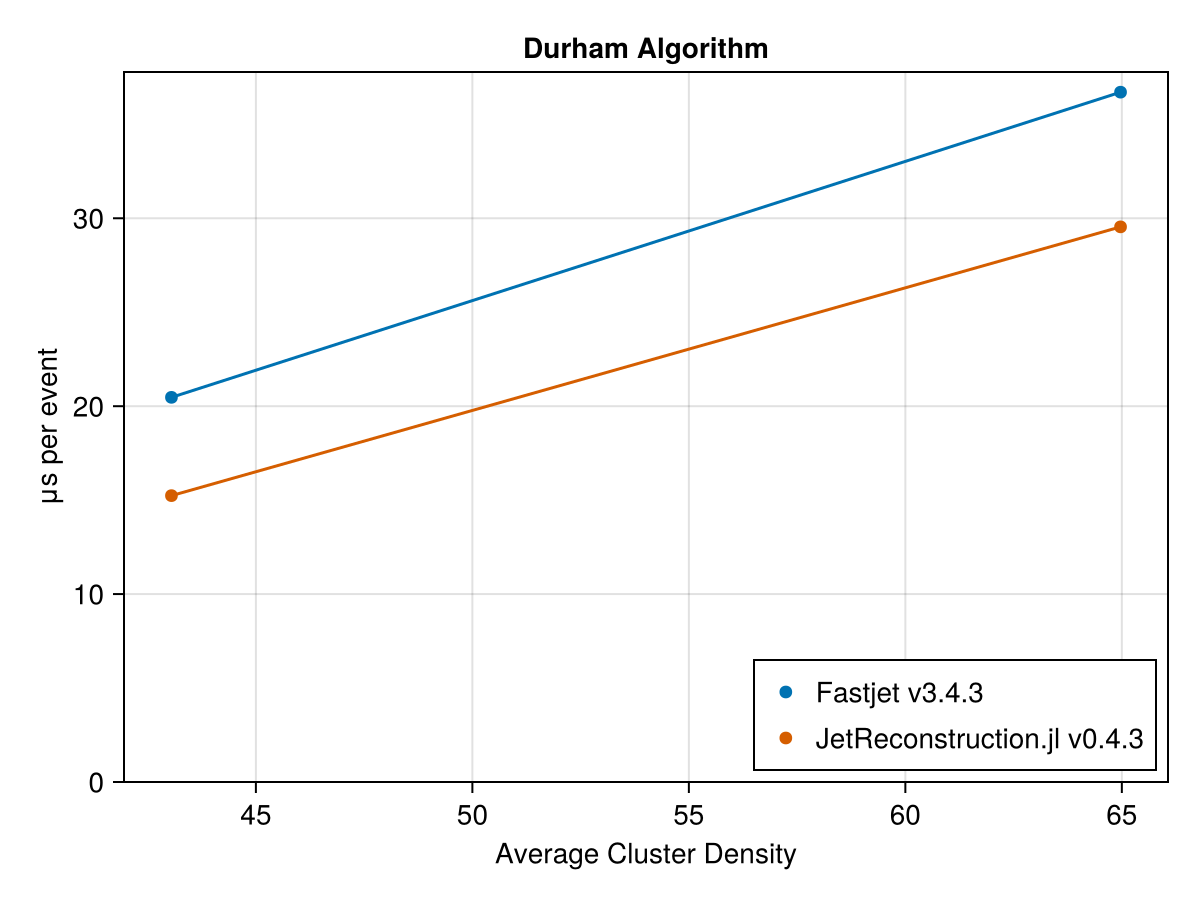 Durham Algorithm
µs per event
30
20
10
0
45 50 55 60 65
Average Cluster Density
Fastjet v3.4.3
JetReconstruction.jl v0.4.3